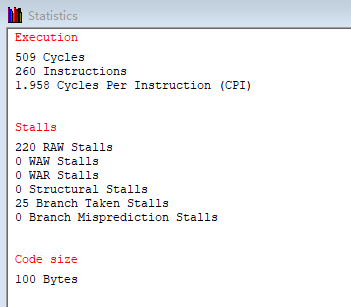 Statistics
Execution
509 Cycles
260 Instructions
1.958 Cycles Per Instruction (CPI)
Stalls
220 RAW Stalls
0 WAW Stalls
0 WAR Stalls
0 Structural Stalls
25 Branch Taken Stalls
0 Branch Misprediction Stalls
Code size
100 Bytes